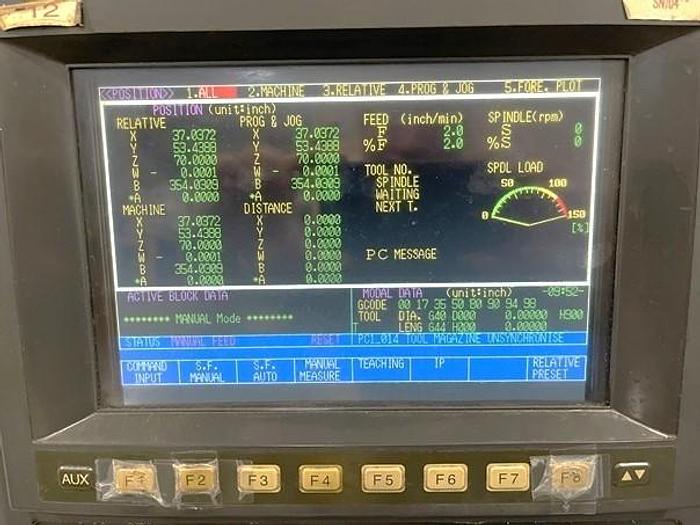 T2
SN704
<<POSITION>> 1.ALL 2.MACHINE 3.RELATIVE 4.PROG & JOG 5.FORE. PLOT
POSITION (unit:inch)
RELATIVE PROG & JOG
X 37.0372 X 37.0372
Y 53.4388 Y 53.4388
Z 70.0000 Z 70.0000
W - 0.0001 W - 0.0001
B 354.0309 B 354.0309
*A 0.0000 *A 0.0000
MACHINE DISTANCE
X 37.0372 X 0.0000
Y 53.4388 Y 0.0000
Z 70.0000 Z 0.0000
W - 0.0001 W 0.0000
B 354.0309 B 0.0000
*A 0.0000 *A 0.0000
FEED (inch/min) SPINDLE(rpm)
F 2.0 S 0
%F 2.0 %S 0
TOOL NO. SPDL LOAD
SPINDLE
WAITING
NEXT T.
0 50 100 150
[%]
PC MESSAGE
ACTIVE BLOCK DATA
******** MANUAL Mode ********
MODAL DATA (unit:inch) -09:52-
GCODE 00 17 35 50 80 90 94 98
TOOL DIA. G40 D000 0.00000 H900
T LENG G44 H000 0.00000
STATUS MANUAL FEED RESET
PC1_014 TOOL MAGAZINE UNSYNCHRONISE
COMMAND INPUT
S.F. MANUAL
S.F. AUTO
MANUAL MEASURE
TEACHING
IP
RELATIVE PRESET
AUX F1 F2 F3 F4 F5 F6 F7 F8 ▲▼